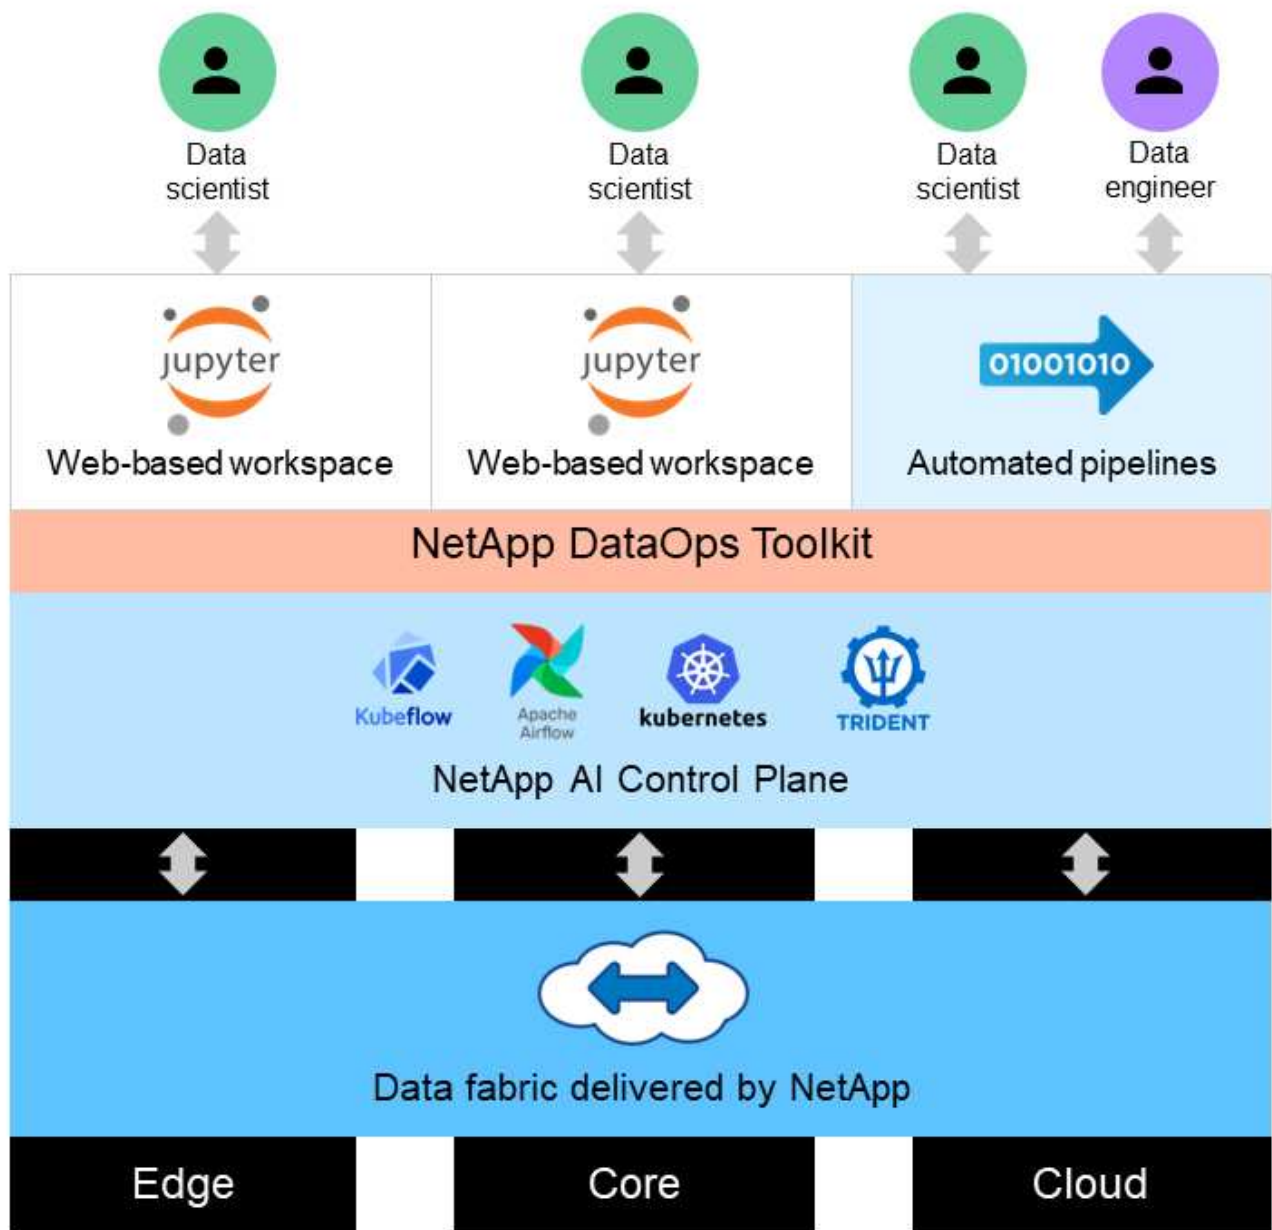 Data
scientist
Data
scientist
Data
scientist
Data
engineer
jupyter
jupyter
01001010
Web-based workspace
Web-based workspace
Automated pipelines
NetApp DataOps Toolkit
Kubeflow
Apache
Airflow
kubernetes
TRIDENT
NetApp AI Control Plane
Data fabric delivered by NetApp
Edge
Core
Cloud